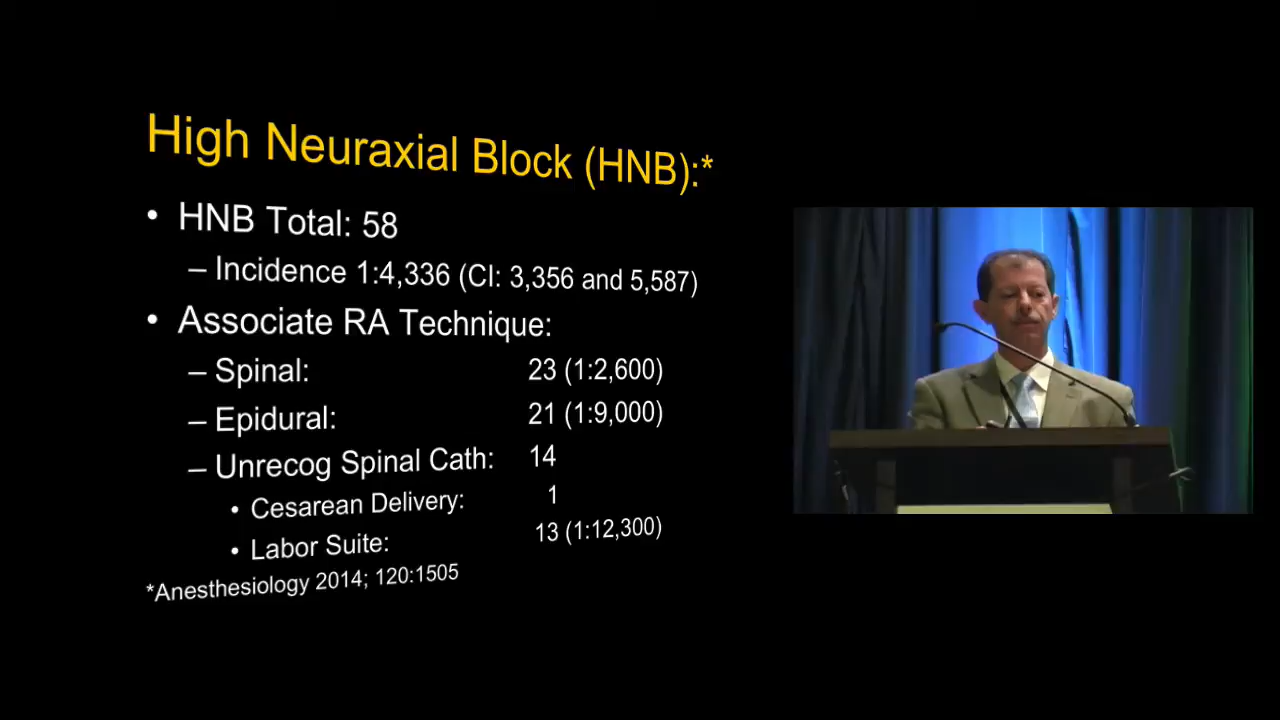 High Neuraxial Block (HNB):*
• HNB Total: 58
– Incidence 1:4,336 (CI: 3,356 and 5,587)
• Associate RA Technique:
– Spinal: 23 (1:2,600)
– Epidural: 21 (1:9,000)
– Unrecog Spinal Cath: 14
• Cesarean Delivery: 1
• Labor Suite: 13 (1:12,300)
*Anesthesiology 2014; 120:1505